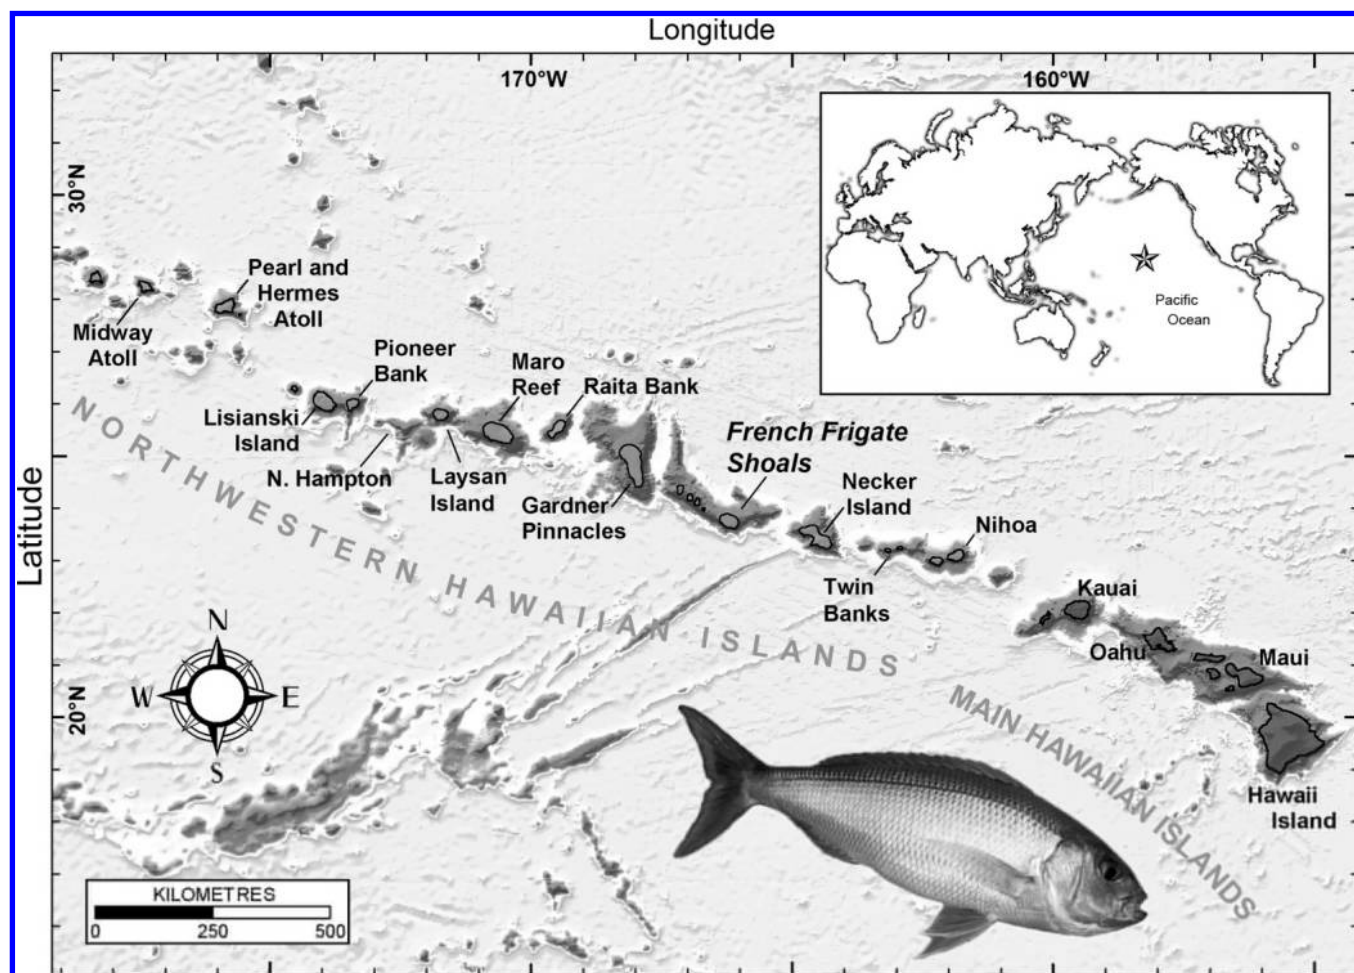 Longitude
170°W
160°W
30°N
Pearl and
Hermes
Atoll
Midway
Atoll
Pioneer
Bank
Maro
Reef
Raita Bank
Lisianski
Island
N. Hampton
Laysan
Island
Gardner
Pinnacles
French Frigate
Shoals
Necker
Island
Nihoa
Twin
Banks
Kauai
Oahu
Maui
Hawaii
Island
NORTHWESTERN HAWAIIAN ISLANDS
MAIN HAWAIIAN ISLANDS
Pacific
Ocean
Latitude
20°N
N
W
E
S
KILOMETRES
0 250 500